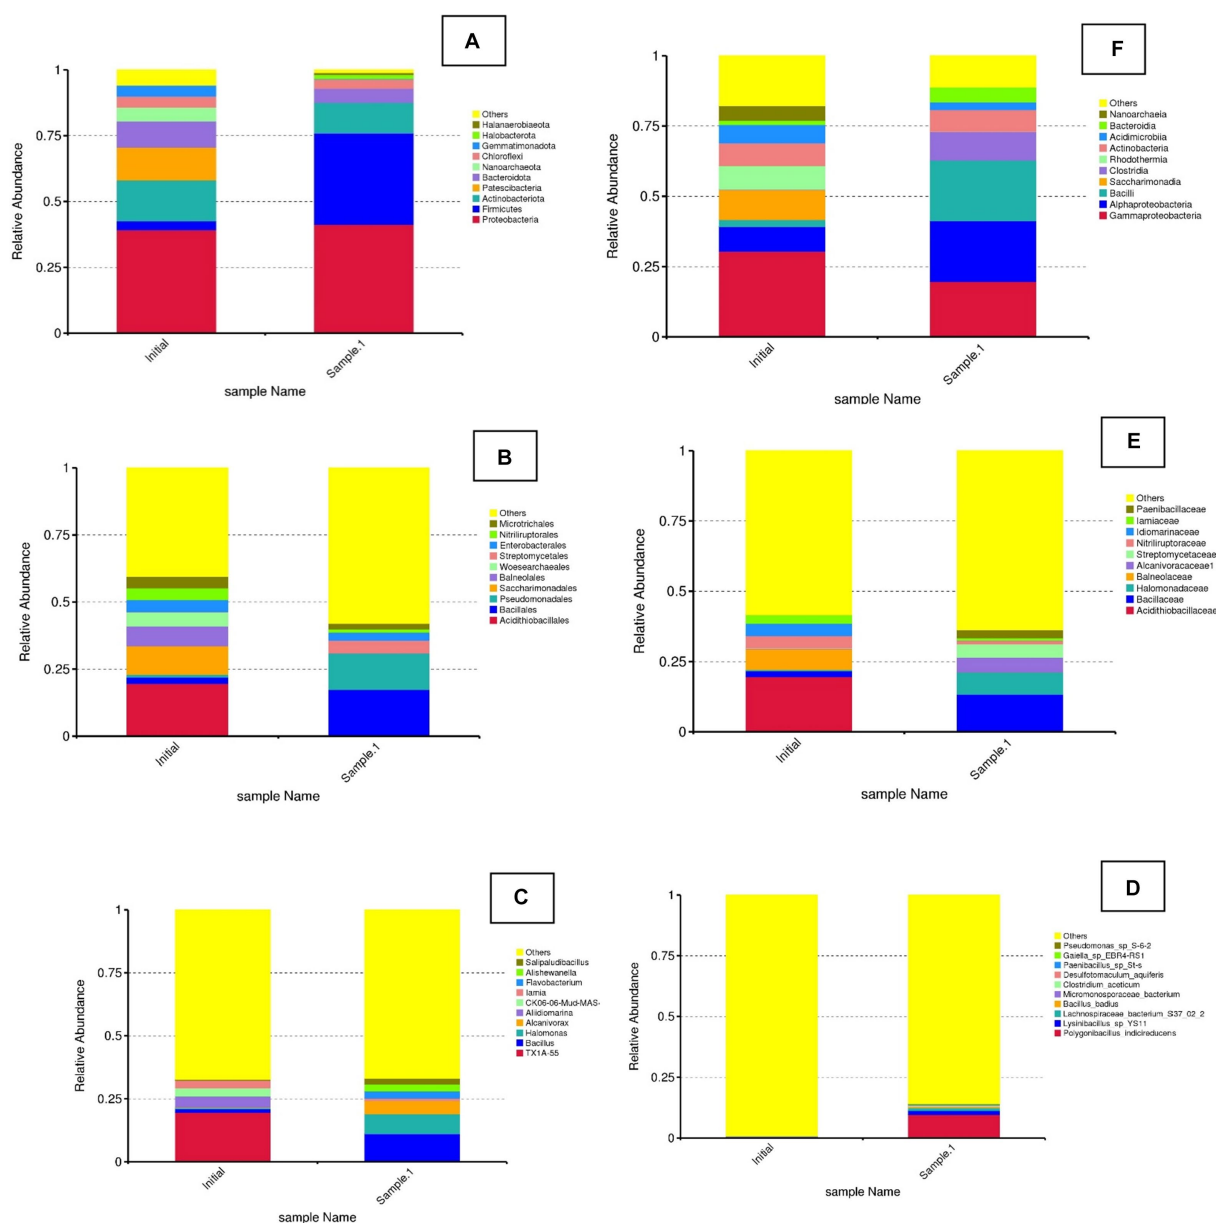 A
Relative Abundance
1
0.75
0.5
0.25
0
Initial
Sample.1
sample Name
Others
Halanaerobiaeota
Halobacterota
Gemmatimonadota
Chloroflexi
Nanoarchaeota
Bacteroidota
Patescibacteria
Actinobacteriota
Firmicutes
Proteobacteria
F
Relative Abundance
1
0.75
0.5
0.25
0
Initial
Sample.1
sample Name
Others
Nanoarchaeia
Bacteroidia
Acidimicrobiia
Actinobacteria
Rhodothermia
Clostridia
Saccharimonadia
Bacilli
Alphaproteobacteria
Gammaproteobacteria
B
Relative Abundance
1
0.75
0.5
0.25
0
Initial
Sample.1
sample Name
Others
Microtrichales
Nitriliruptorales
Enterobacterales
Streptomycetales
Woesearchaeales
Balneolales
Saccharimonadales
Pseudomonadales
Bacillales
Acidithiobacillales
E
Relative Abundance
1
0.75
0.5
0.25
0
Initial
Sample.1
sample Name
Others
Paenibacillaceae
Iamiaceae
Idiomarinaceae
Nitriliruptoraceae
Streptomycetaceae
Alcanivoracaceae1
Balneolaceae
Halomonadaceae
Bacillaceae
Acidithiobacillaceae
C
Relative Abundance
1
0.75
0.5
0.25
0
Initial
Sample.1
sample Name
Others
Salipaludibacillus
Alishewanella
Flavobacterium
Iamia
CK06-06-Mud-MAS-
Aliidiomarina
Alcanivorax
Halomonas
Bacillus
TX1A-55
D
Relative Abundance
1
0.75
0.5
0.25
0
Initial
Sample.1
sample Name
Others
Pseudomonas_sp_S-6-2
Gaiella_sp_EBR4-RS1
Paenibacillus_sp_St-s
Desulfotomaculum_aquiferis
Clostridium_aceticum
Micromonosporaceae_bacterium
Bacillus_badius
Lachnospiraceae_bacterium_SI37_02_2
Lysinibacillus_sp_YS11
Polygonibacillus_indicireducens